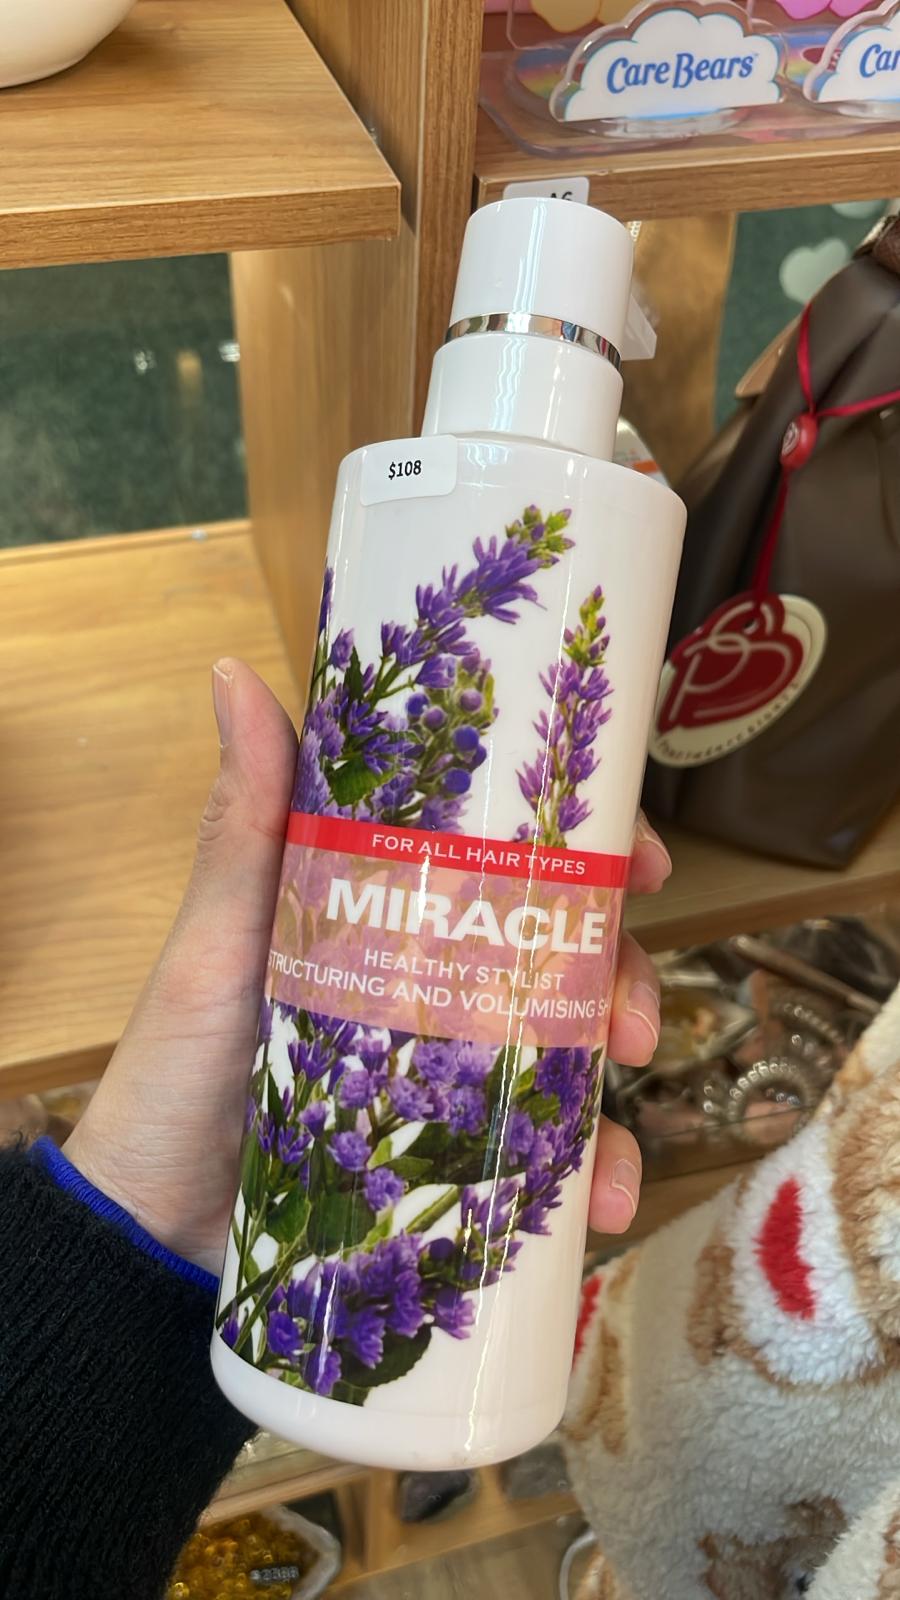 Care Bears
$108
FOR ALL HAIR TYPES
MIRACLE
HEALTHY STYLIST
STRUCTURING AND VOLUMISING